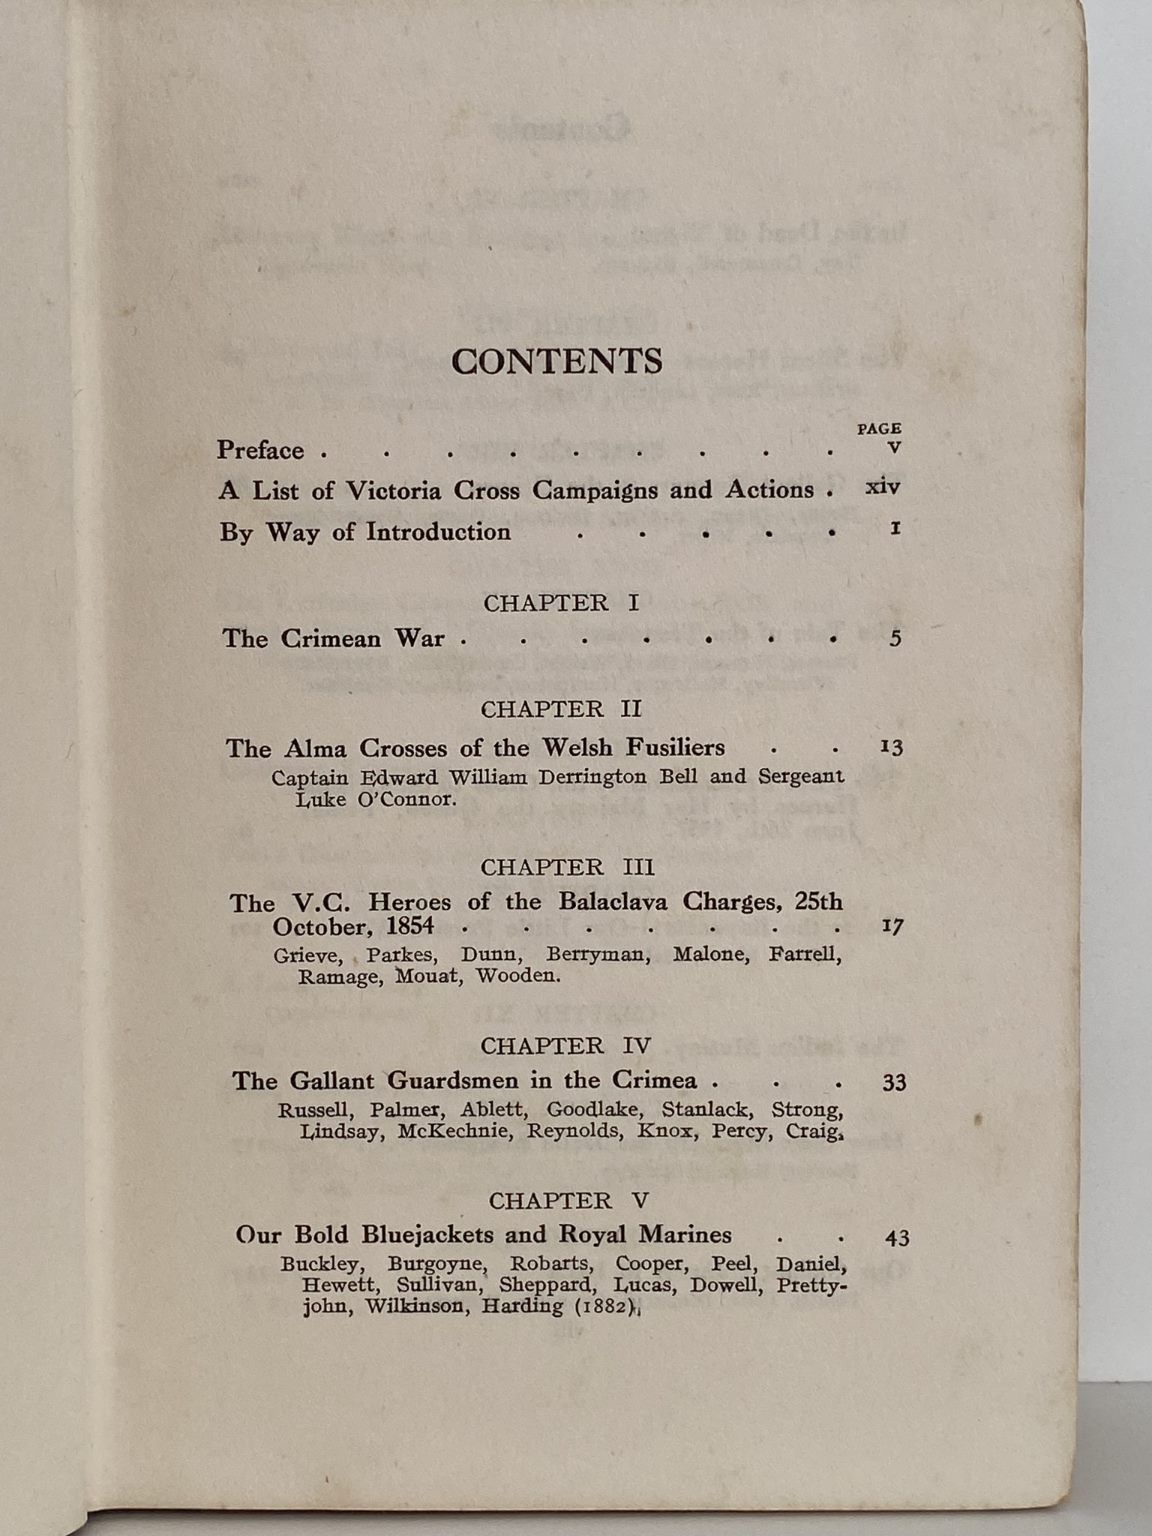 CONTENTS
PAGE
Preface . . . . . . . . . v
A List of Victoria Cross Campaigns and Actions . xiv
By Way of Introduction . . . . . 1
CHAPTER I
The Crimean War . . . . . . . 5
CHAPTER II
The Alma Crosses of the Welsh Fusiliers . . 13
Captain Edward William Derrington Bell and Sergeant
Luke O'Connor.
CHAPTER III
The V.C. Heroes of the Balaclava Charges, 25th
October, 1854 . . . . . . . 17
Grieve, Parkes, Dunn, Berryman, Malone, Farrell,
Ramage, Mouat, Wooden.
CHAPTER IV
The Gallant Guardsmen in the Crimea . . . 33
Russell, Palmer, Ablett, Goodlake, Stanlack, Strong,
Lindsay, McKechnie, Reynolds, Knox, Percy, Craig.
CHAPTER V
Our Bold Bluejackets and Royal Marines . . 43
Buckley, Burgoyne, Robarts, Cooper, Peel, Daniel,
Hewett, Sullivan, Sheppard, Lucas, Dowell, Pretty-
john, Wilkinson, Harding (1882).